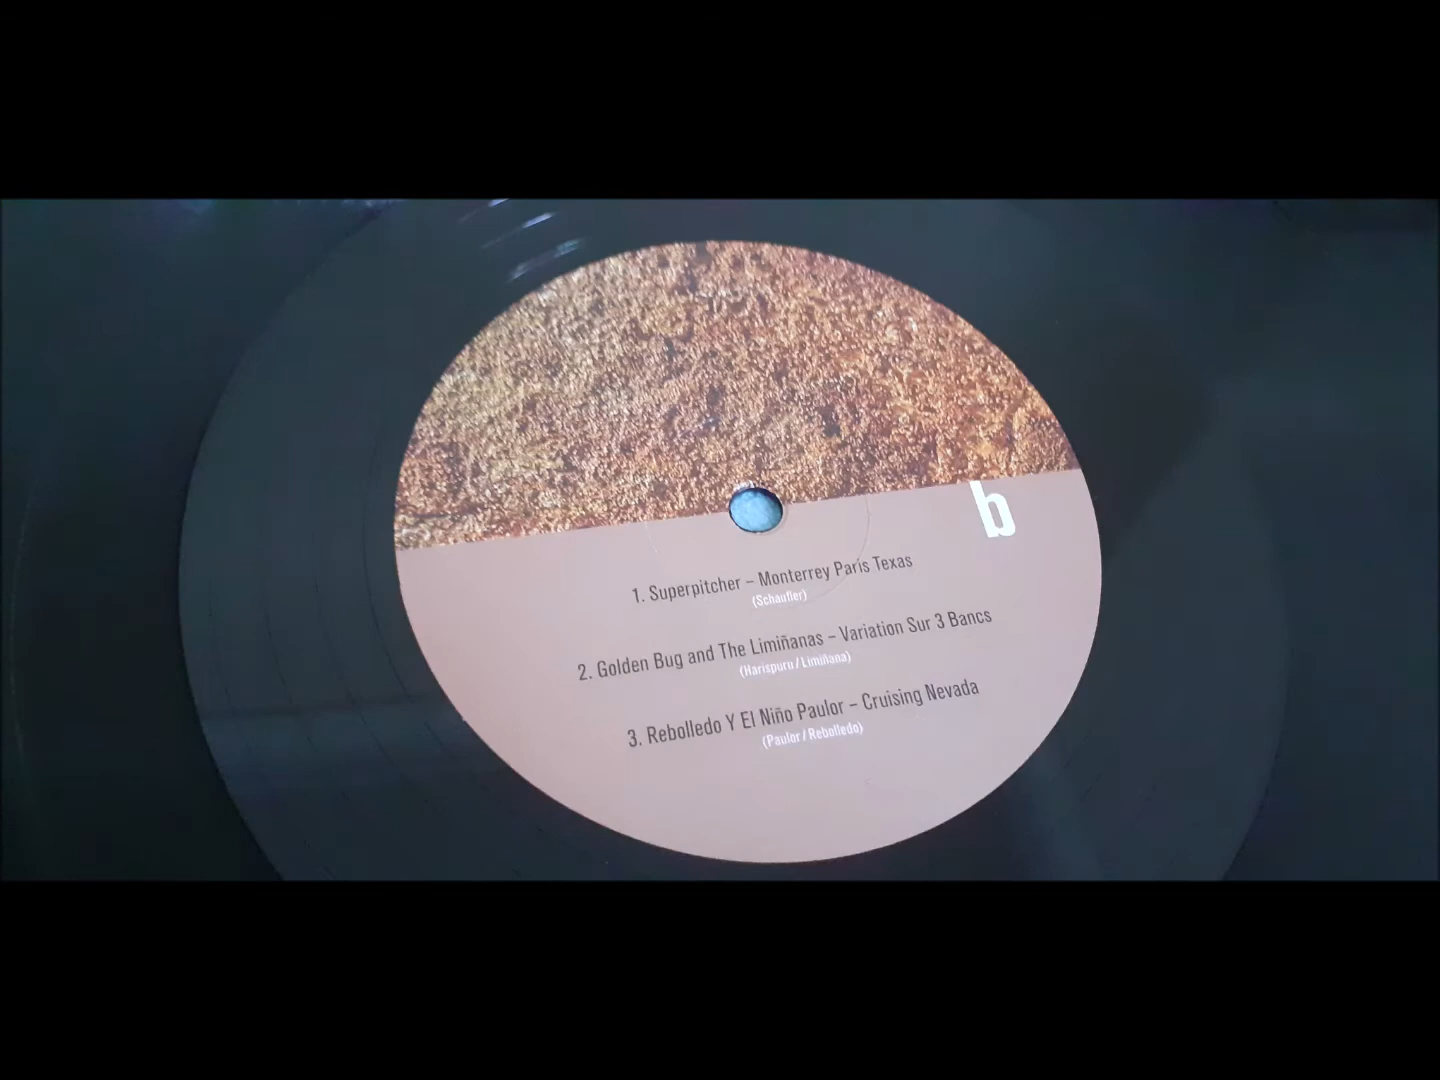 b
1. Superpitcher – Monterrey Paris Texas
(Schaufler)
2. Golden Bug and The Limiñanas – Variation Sur 3 Bancs
(Harispuru / Limiñana)
3. Rebolledo Y El Niño Paulor – Cruising Nevada
(Paulor / Rebolledo)